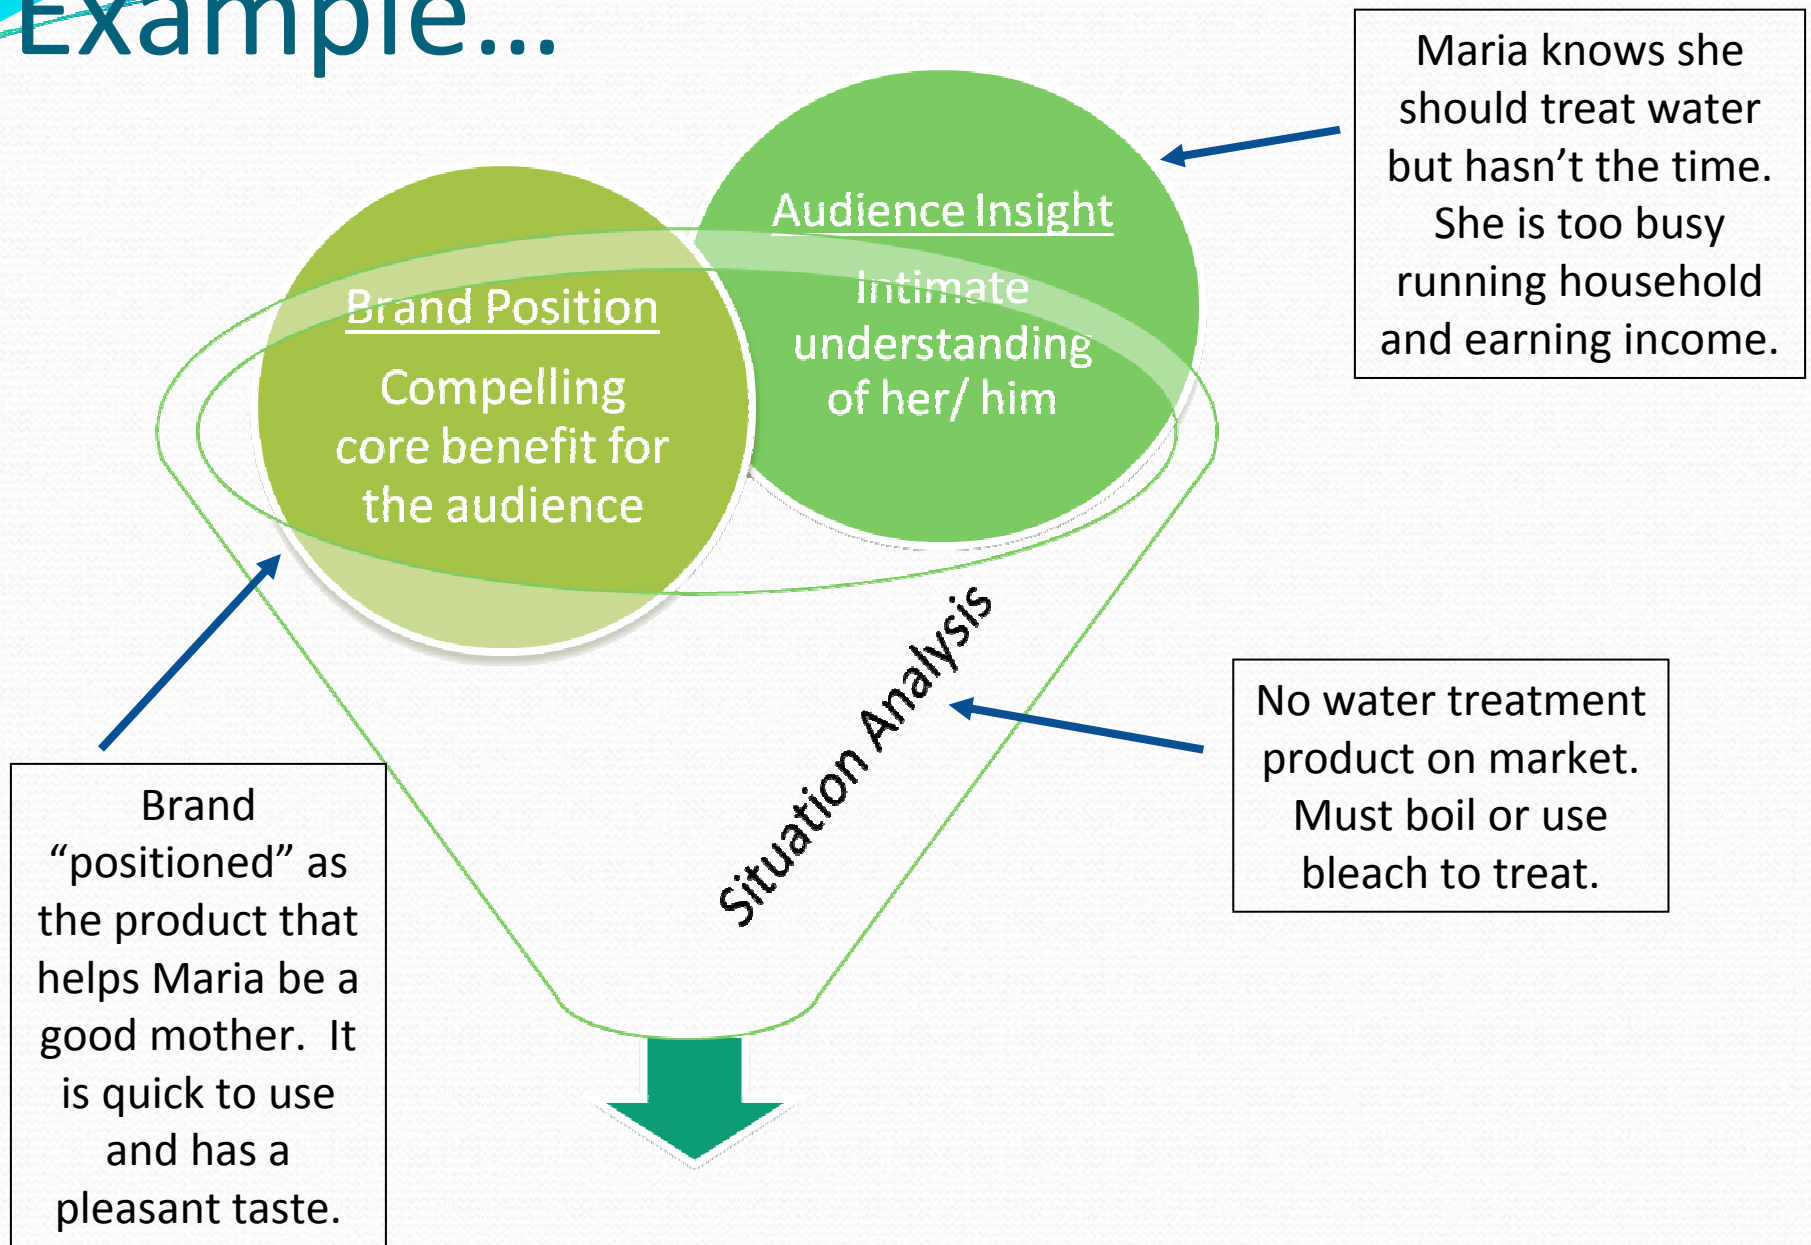 Example…
Maria knows she
should treat water
but hasn’t the time.
She is too busy
running household
and earning income.
Audience Insight
Intimate
understanding
of her/ him
Brand Position
Compelling
core benefit for
the audience
Situation Analysis
No water treatment
product on market.
Must boil or use
bleach to treat.
Brand
“positioned” as
the product that
helps Maria be a
good mother.  It
is quick to use
and has a
pleasant taste.